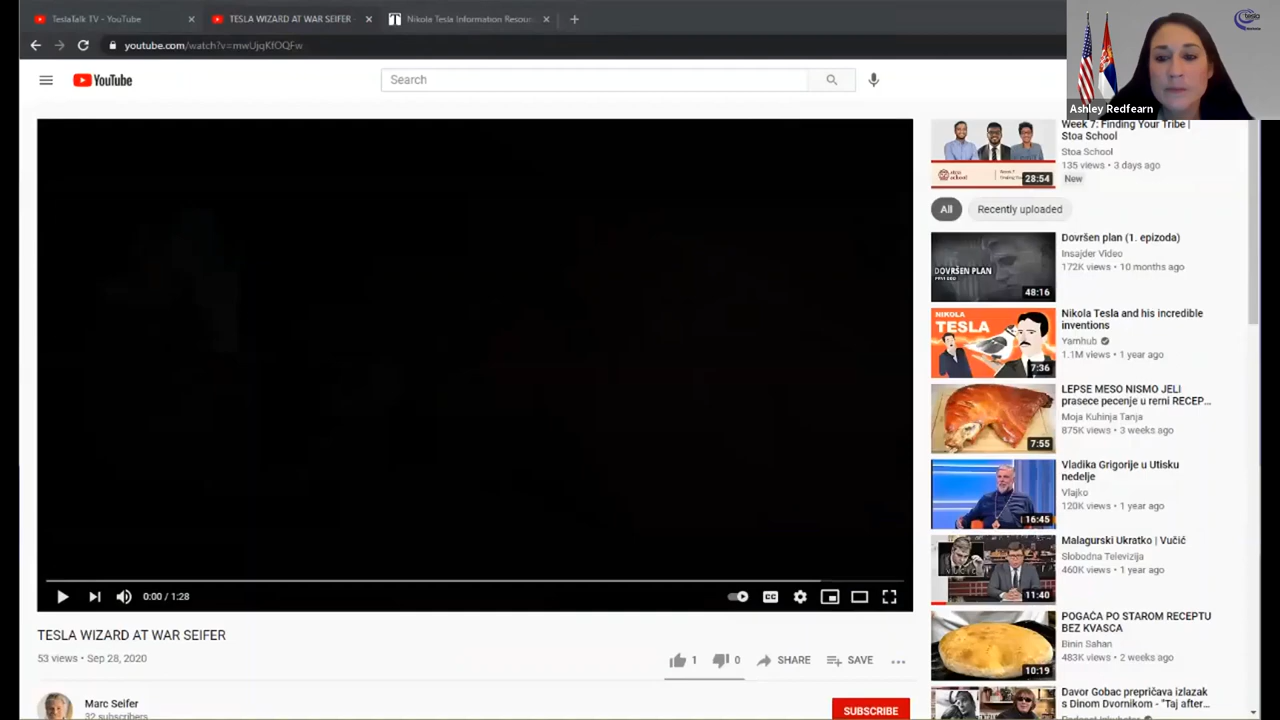 TeslaTalk TV - YouTube
TESLA WIZARD AT WAR SEIFER -
Nikola Tesla Information Resour
youtube.com/watch?v=mwUjqKfOQFw
YouTube
Search
Ashley Redfearn
tesla
Week 7: Finding Your Tribe |
Stoa School
Stoa School
135 views • 3 days ago
New
28:54
All
Recently uploaded
Dovršen plan (1. epizoda)
Insajder Video
172K views • 10 months ago
DOVRŠEN PLAN
48:16
Nikola Tesla and his incredible
inventions
Yarnhub
1.1M views • 1 year ago
NIKOLA
TESLA
7:36
LEPSE MESO NISMO JELI
prasece pecenje u rerni RECEP...
Moja Kuhinja Tanja
875K views • 3 weeks ago
7:55
Vladika Grigorije u Utisku
nedelje
Vlajko
120K views • 1 year ago
16:45
Malagurski Ukratko | Vučić
Slobodna Televizija
460K views • 1 year ago
VUČIĆ
11:40
POGAČA PO STAROM RECEPTU
BEZ KVASCA
Binin Sahan
483K views • 2 weeks ago
10:19
Davor Gobac prepričava izlazak
s Dinom Dvornikom - "Taj after...
0:00 / 1:28
CC
TESLA WIZARD AT WAR SEIFER
53 views • Sep 28, 2020
1
0
SHARE
SAVE
Marc Seifer
32 subscribers
SUBSCRIBE